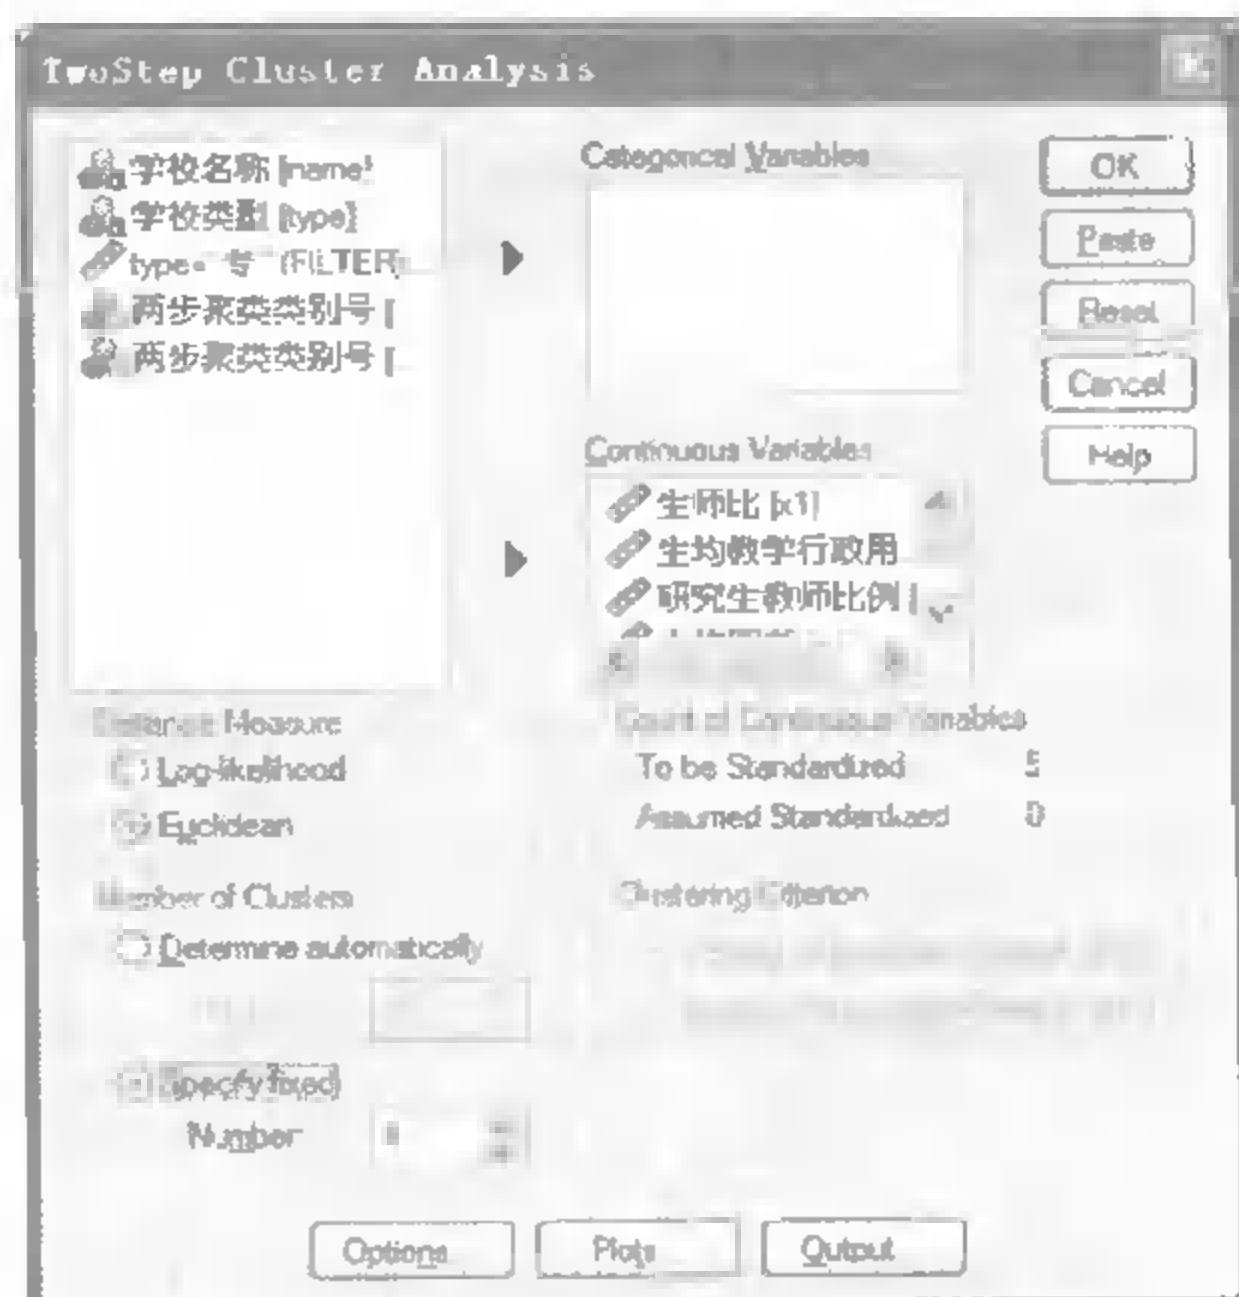 TwoStep Cluster Analysis
学校名称 [name]
学校类型 [type]
type= 专 (FILTER)
两步聚类类别号 [
两步聚类类别号 [
Categorical Variables
Continuous Variables
生师比 [x1]
生均教学行政用
研究生教师比例 [
OK
Paste
Reset
Cancel
Help
Distance Measure
Log-likelihood
Euclidean
Count of Continuous Variables
To be Standardized 5
Assumed Standardized 0
Number of Clusters
Determine automatically
Specify fixed
Number
Clustering Criterion
Options
Plots
Output